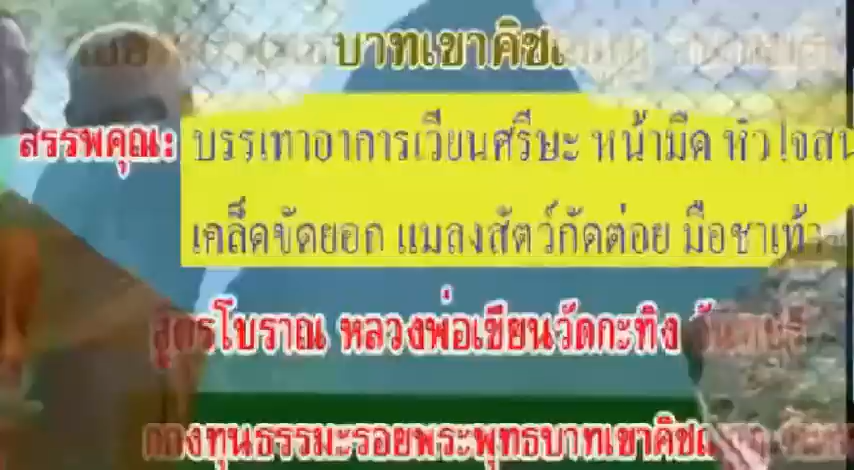 บาทเขาคิช
สรรพคุณ: บรรเทาอาการเวียนศรีษะ หน้ามืด หัวใจสน
เคล็ดขัดยอก แมลงสัตว์กัดต่อย มือชาเท้า
สูตรโบราณ หลวงพ่อเขียนวัดกะทิง จันทบุรี
กองทุนธรรมะรอยพระพุทธบาทเขาคิช